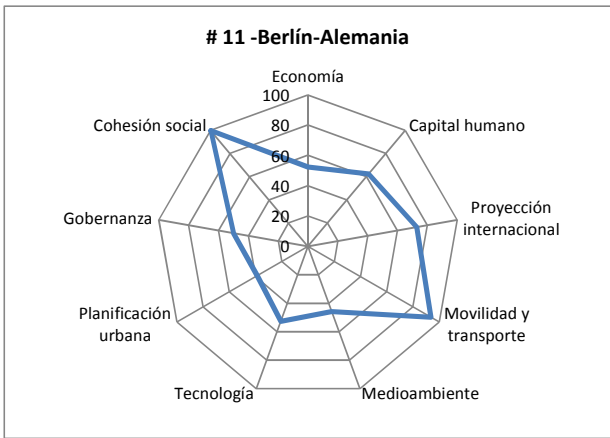 # 11 -Berlín-Alemania
Economía
100
80
60
40
20
0
Capital humano
Proyección
internacional
Movilidad y
transporte
Medioambiente
Tecnología
Planificación
urbana
Gobernanza
Cohesión social